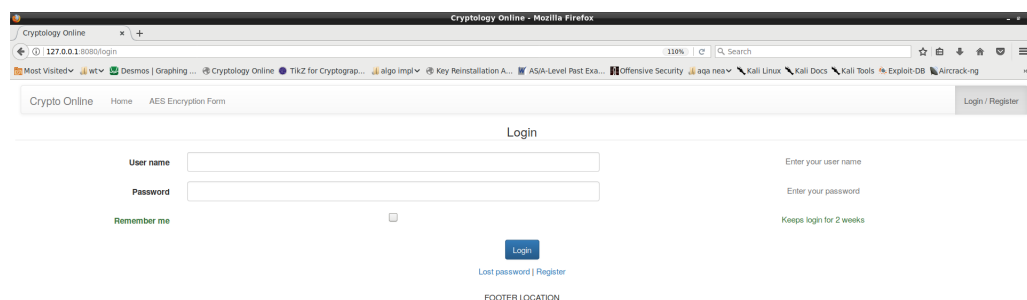 Cryptology Online - Mozilla Firefox
Cryptology Online × +
127.0.0.1:8080/login 110% Search
Most Visited wt Desmos | Graphing ... Cryptology Online TikZ for Cryptograp... algo impl Key Reinstallation A... AS/A-Level Past Exa... Offensive Security aqa nea Kali Linux Kali Docs Kali Tools Exploit-DB Aircrack-ng »
Crypto Online Home AES Encryption Form Login / Register
Login
User name Enter your user name
Password Enter your password
Remember me Keeps login for 2 weeks
Login
Lost password | Register
FOOTER LOCATION